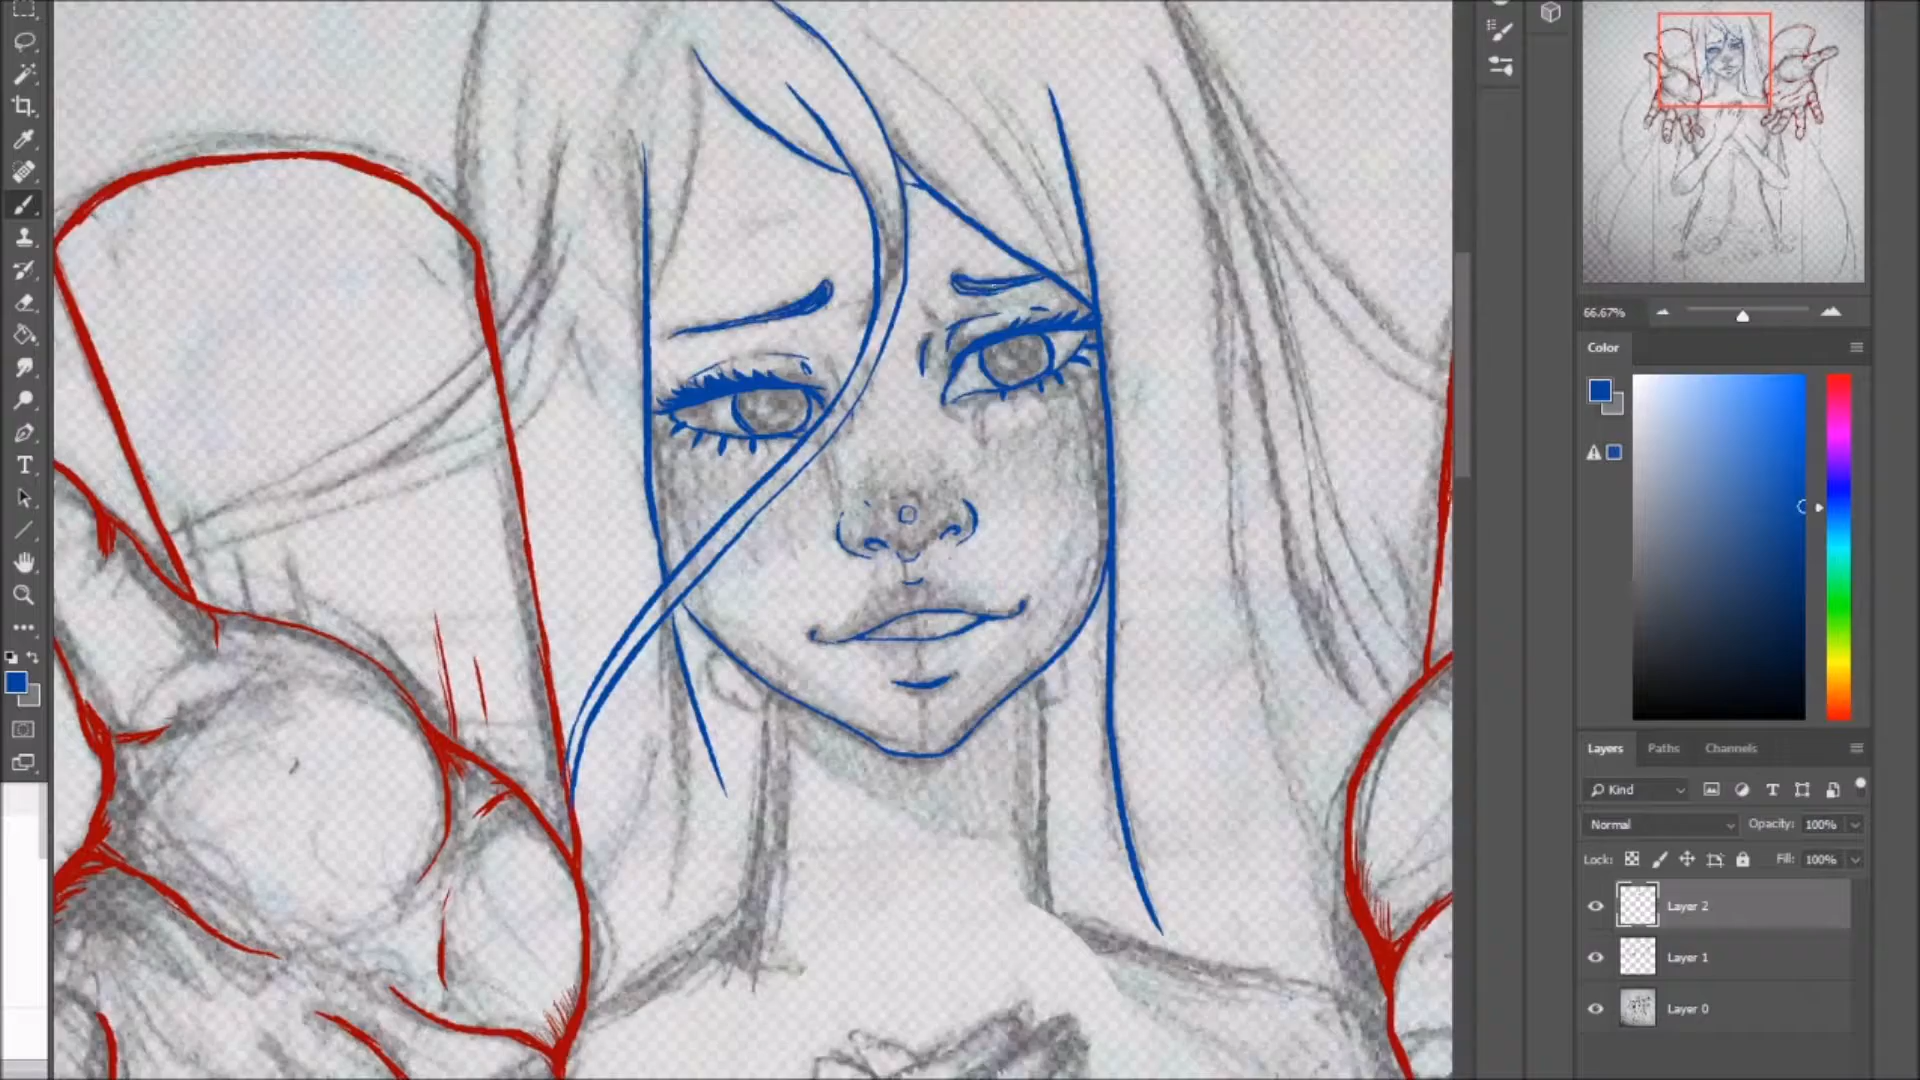 66.67%
Color
T
Layers Paths Channels
Kind T
Normal Opacity: 100%
Lock: Fill: 100%
Layer 2
Layer 1
Layer 0